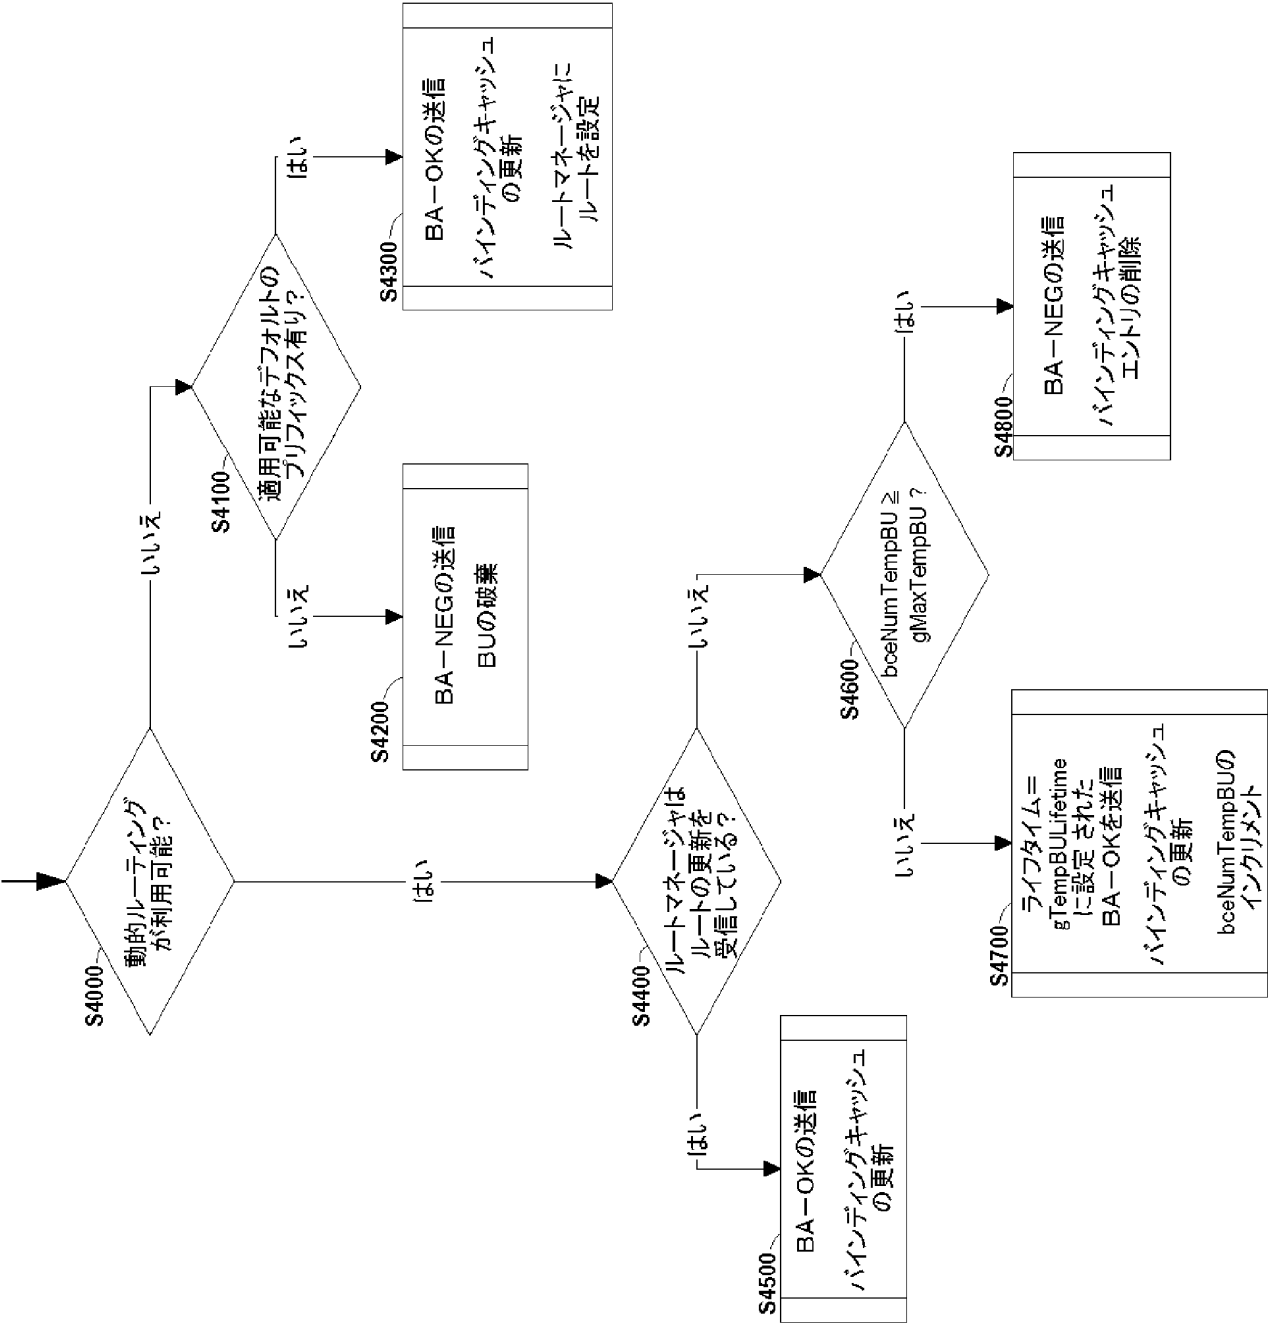 S4000
動的ルーティング
が利用可能？
いいえ
はい
S4100
適用可能なデフォルトの
プリフィックス有り？
いいえ
はい
S4200
BA－NEGの送信
BUの破棄
S4300
BA－OKの送信
バインディングキャッシュ
の更新
ルートマネージャに
ルートを設定
S4400
ルートマネージャは
ルートの更新を
受信している？
はい
いいえ
S4500
BA－OKの送信
バインディングキャッシュ
の更新
S4600
bceNumTempBU ≧
gMaxTempBU ?
いいえ
はい
S4700
ライフタイム＝
gTempBULifetime
に設定 された
BA－OKを送信
バインディングキャッシュ
の更新
bceNumTempBUの
インクリメント
S4800
BA－NEGの送信
バインディングキャッシュ
エントリの削除